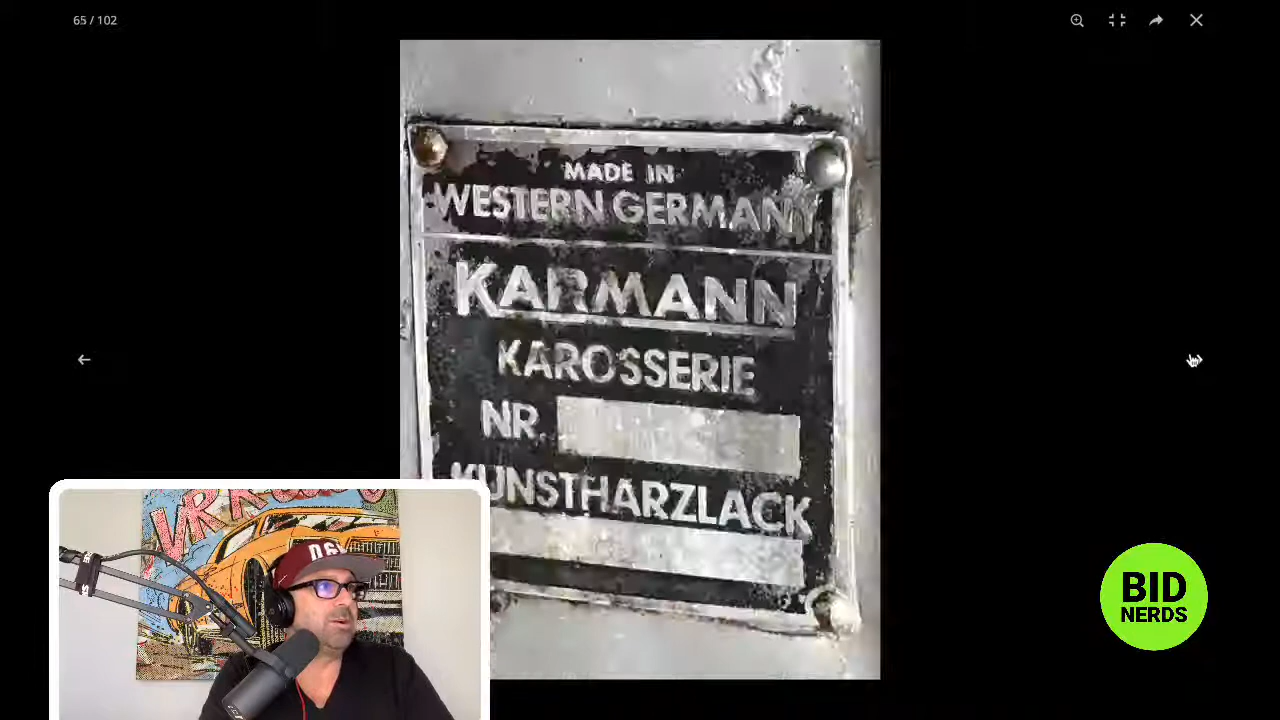 65 / 102
MADE IN
WESTERN GERMANY
KARMANN
KAROSSERIE
NR.
KUNSTHARZLACK
BID
NERDS